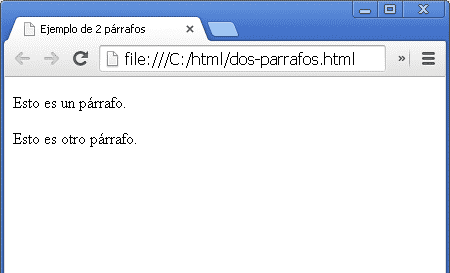 Ejemplo de 2 párrafos
file:///C:/html/dos-parrafos.html
Esto es un párrafo.
Esto es otro párrafo.